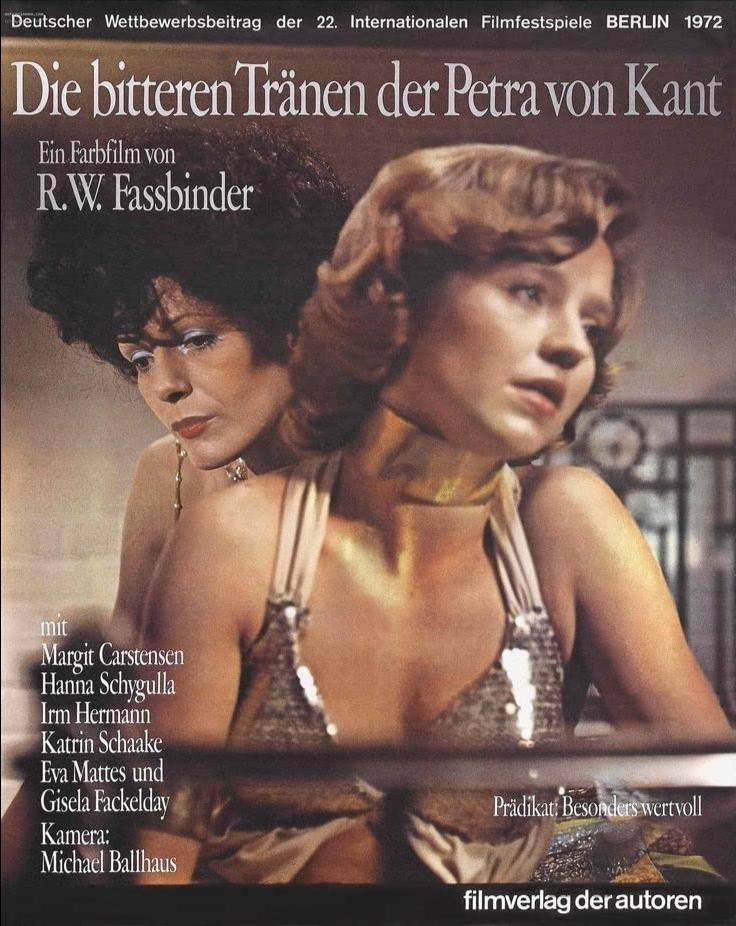 Deutscher Wettbewerbsbeitrag der 22. Internationalen Filmfestspiele BERLIN 1972
Die bitteren Tränen der Petra von Kant
Ein Farbfilm von
R.W. Fassbinder
mit
Margit Carstensen
Hanna Schygulla
Irm Hermann
Katrin Schaake
Eva Mattes und
Gisela Fackelday
Kamera:
Michael Ballhaus
Prädikat: Besonders wertvoll
filmverlag der autoren